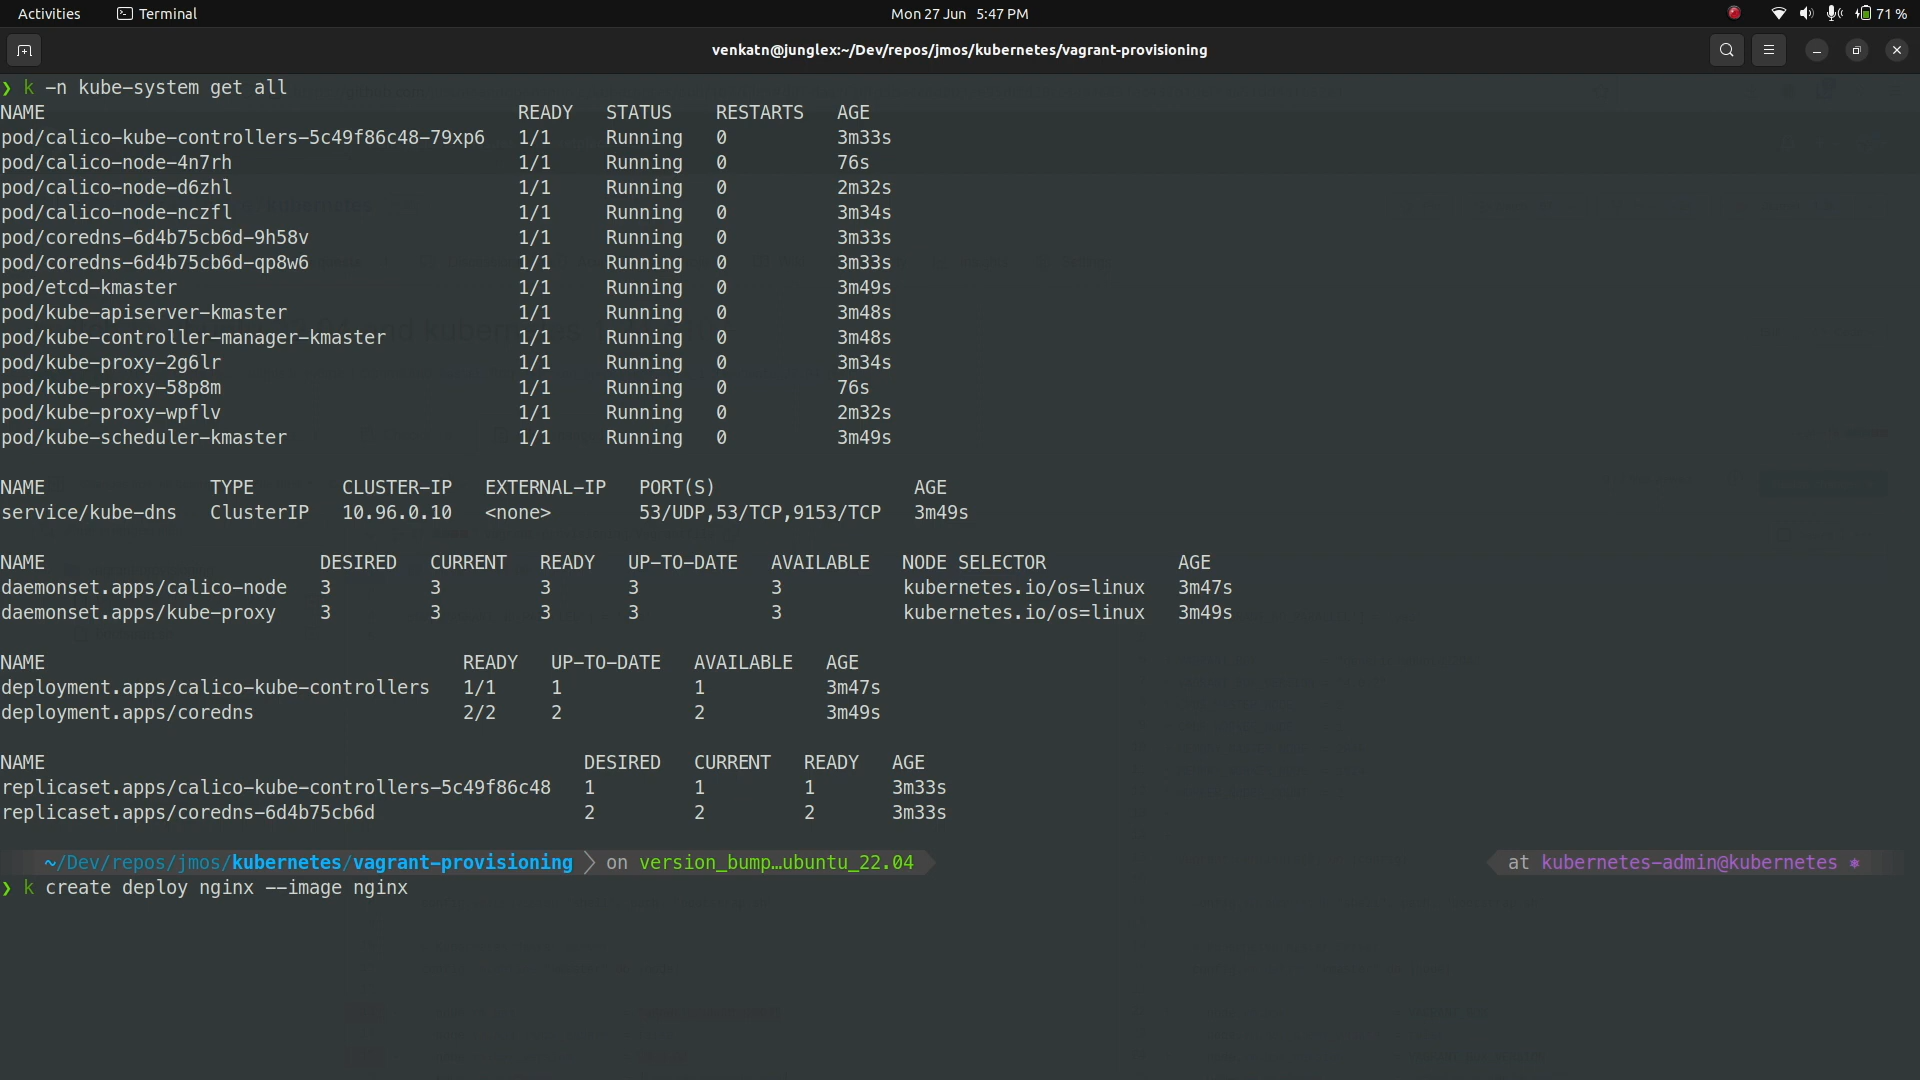 Activities Terminal Mon 27 Jun 5:47 PM 71 %
venkatn@junglex:~/Dev/repos/jmos/kubernetes/vagrant-provisioning
❯ k -n kube-system get all
NAME READY STATUS RESTARTS AGE
pod/calico-kube-controllers-5c49f86c48-79xp6 1/1 Running 0 3m33s
pod/calico-node-4n7rh 1/1 Running 0 76s
pod/calico-node-d6zhl 1/1 Running 0 2m32s
pod/calico-node-nczfl 1/1 Running 0 3m34s
pod/coredns-6d4b75cb6d-9h58v 1/1 Running 0 3m33s
pod/coredns-6d4b75cb6d-qp8w6 1/1 Running 0 3m33s
pod/etcd-kmaster 1/1 Running 0 3m49s
pod/kube-apiserver-kmaster 1/1 Running 0 3m48s
pod/kube-controller-manager-kmaster 1/1 Running 0 3m48s
pod/kube-proxy-2g6lr 1/1 Running 0 3m34s
pod/kube-proxy-58p8m 1/1 Running 0 76s
pod/kube-proxy-wpflv 1/1 Running 0 2m32s
pod/kube-scheduler-kmaster 1/1 Running 0 3m49s
NAME TYPE CLUSTER-IP EXTERNAL-IP PORT(S) AGE
service/kube-dns ClusterIP 10.96.0.10 <none> 53/UDP,53/TCP,9153/TCP 3m49s
NAME DESIRED CURRENT READY UP-TO-DATE AVAILABLE NODE SELECTOR AGE
daemonset.apps/calico-node 3 3 3 3 3 kubernetes.io/os=linux 3m47s
daemonset.apps/kube-proxy 3 3 3 3 3 kubernetes.io/os=linux 3m49s
NAME READY UP-TO-DATE AVAILABLE AGE
deployment.apps/calico-kube-controllers 1/1 1 1 3m47s
deployment.apps/coredns 2/2 2 2 3m49s
NAME DESIRED CURRENT READY AGE
replicaset.apps/calico-kube-controllers-5c49f86c48 1 1 1 3m33s
replicaset.apps/coredns-6d4b75cb6d 2 2 2 3m33s
~/Dev/repos/jmos/kubernetes/vagrant-provisioning on version_bump…ubuntu_22.04 at kubernetes-admin@kubernetes ⎈
❯ k create deploy nginx --image nginx